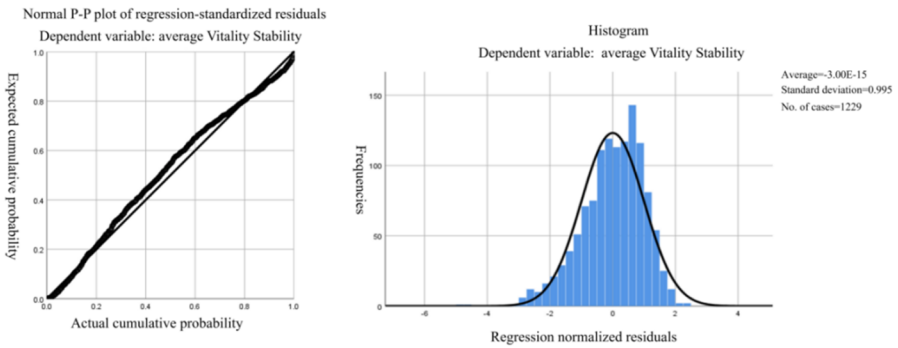 Normal P-P plot of regression-standardized residuals
Dependent variable: average Vitality Stability
Expected cumulative probability
1.0
0.8
0.6
0.4
0.2
0.0
0.0 0.2 0.4 0.6 0.8 1.0
Actual cumulative probability
Histogram
Dependent variable: average Vitality Stability
Frequencies
150
100
50
0
-6 -4 -2 0 2 4
Regression normalized residuals
Average=-3.00E-15
Standard deviation=0.995
No. of cases=1229